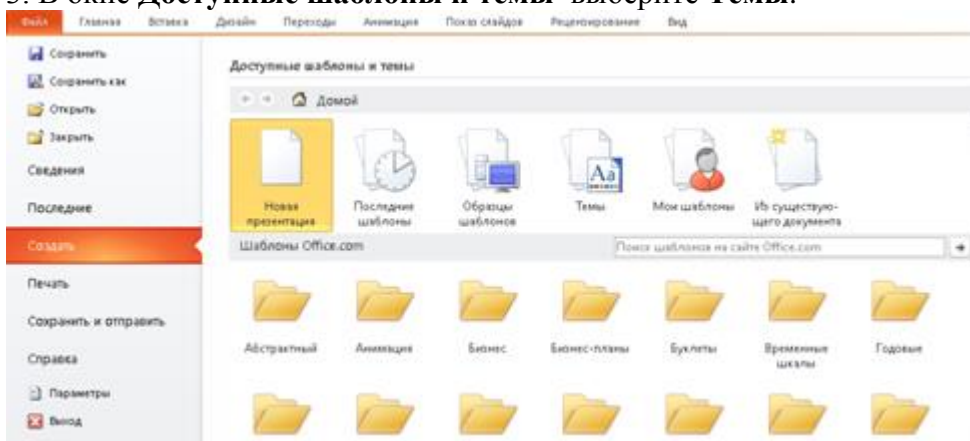 3. В окне Доступные шаблоны и темы выберите Темы.
Файл Главная Вставка Дизайн Переходы Анимация Показ слайдов Рецензирование Вид
Сохранить
Сохранить как
Открыть
Закрыть
Сведения
Последние
Создать
Печать
Сохранить и отправить
Справка
Параметры
Выход
Доступные шаблоны и темы
Домой
Новая презентация
Последние шаблоны
Образцы шаблонов
Темы
Мои шаблоны
Из существую-
щего документа
Шаблоны Office.com
Поиск шаблонов на сайте Office.com
Абстрактный
Анимация
Бизнес
Бизнес-планы
Буклеты
Временные шкалы
Годовые